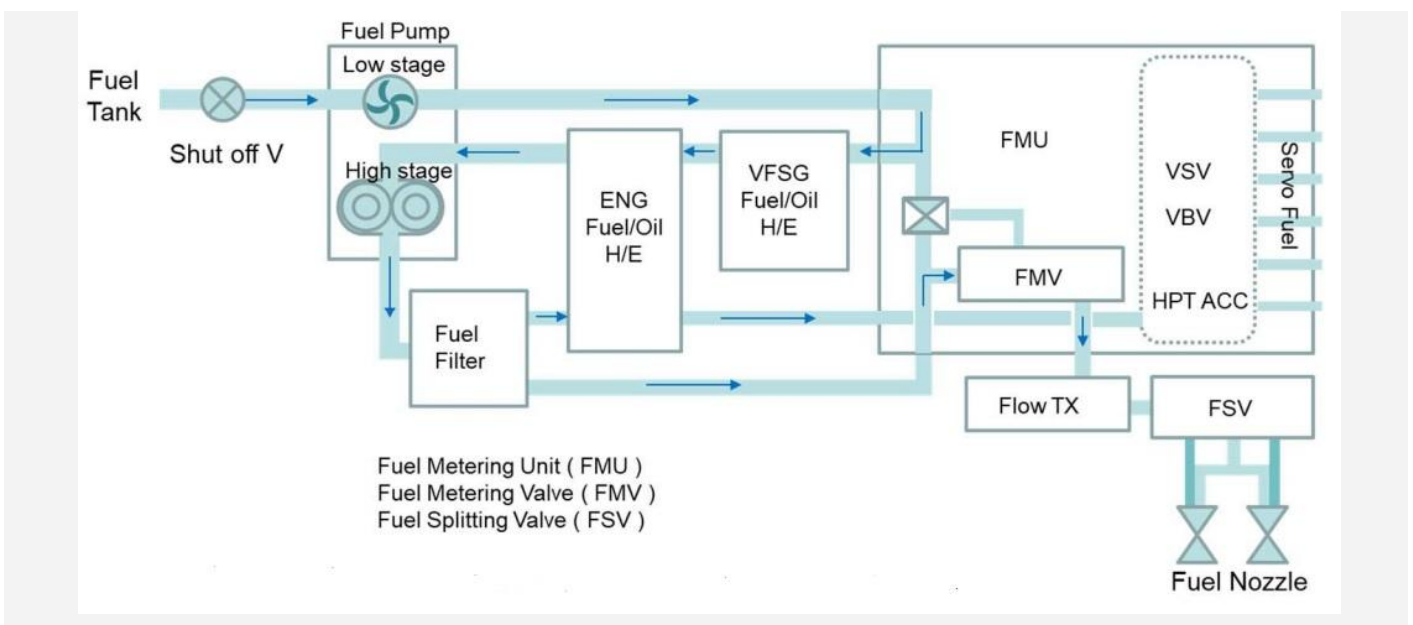 Fuel Pump
Low stage
Fuel
Tank
Shut off V
High stage
ENG
Fuel/Oil
H/E
VFSG
Fuel/Oil
H/E
FMU
VSV
VBV
HPT ACC
Servo Fuel
FMV
Fuel
Filter
Flow TX
FSV
Fuel Metering Unit ( FMU )
Fuel Metering Valve ( FMV )
Fuel Splitting Valve ( FSV )
Fuel Nozzle